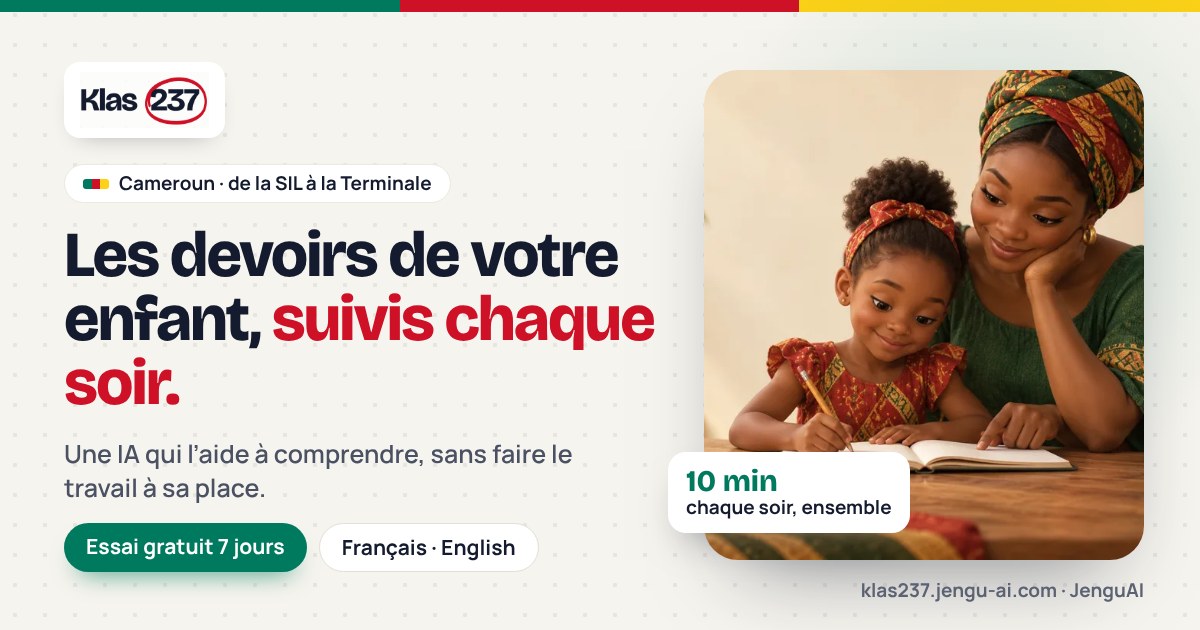 Klas 237
Cameroun · de la SIL à la Terminale
Les devoirs de votre
enfant, suivis chaque
soir.
Une IA qui l’aide à comprendre, sans faire le
travail à sa place.
Essai gratuit 7 jours
Français · English
10 min
chaque soir, ensemble
klas237.jengu-ai.com · JenguAI